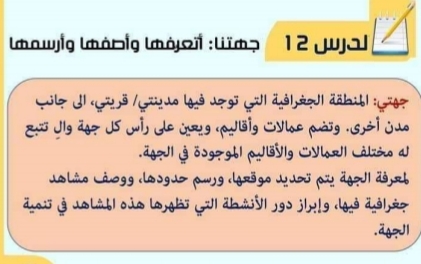 لدرس 12 جهتنا: أتعرفها وأصفها وأرسمها
جهتي: المنطقة الجغرافية التي توجد فيها مدينتي/ قريتي، الى جانب
مدن أخرى. وتضم عمالات وأقاليم، ويعين على رأس كل جهة والٍ تتبع
له مختلف العمالات والأقاليم الموجودة في الجهة.
لمعرفة الجهة يتم تحديد موقعها، ورسم حدودها، ووصف مشاهد
جغرافية فيها، وإبراز دور الأنشطة التي تظهرها هذه المشاهد في تنمية
الجهة.